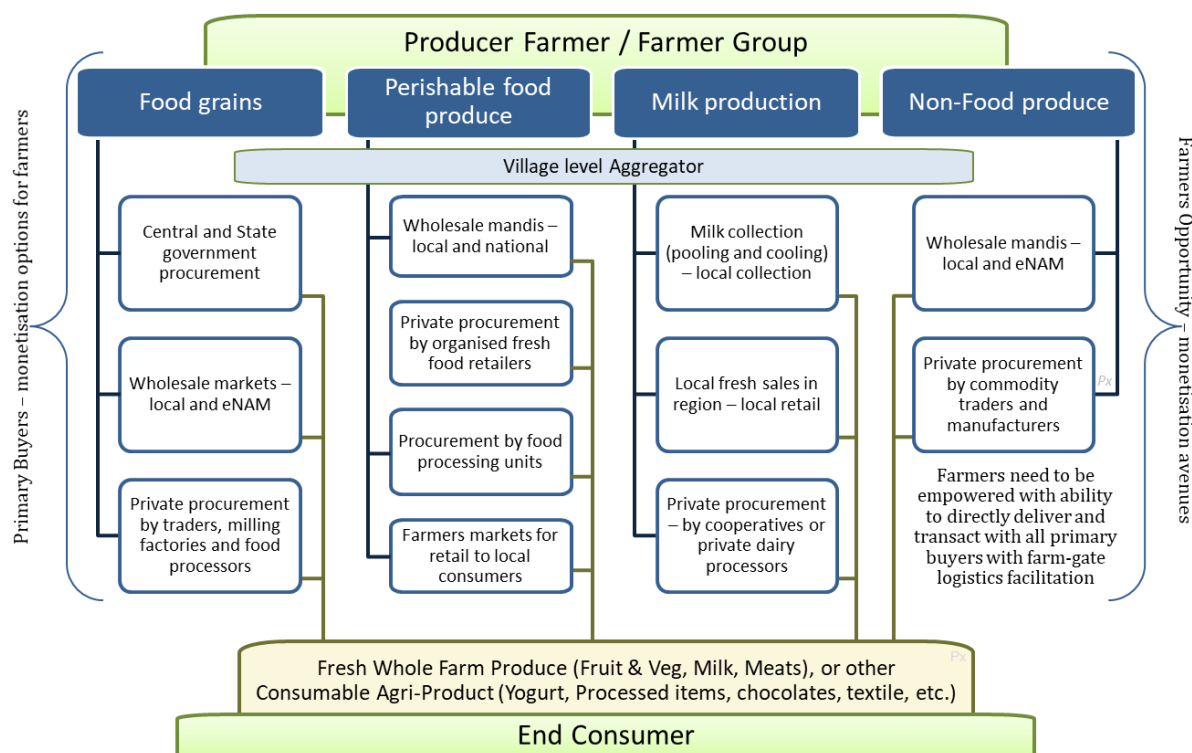 Producer Farmer / Farmer Group
Food grains
Perishable food
produce
Milk production
Non-Food produce
Village level Aggregator
Primary Buyers – monetisation options for farmers
Central and State
government
procurement
Wholesale markets –
local and eNAM
Private procurement
by traders, milling
factories and food
processors
Wholesale mandis –
local and national
Private procurement
by organised fresh
food retailers
Procurement by food
processing units
Farmers markets for
retail to local
consumers
Milk collection
(pooling and cooling)
– local collection
Local fresh sales in
region – local retail
Private procurement
– by cooperatives or
private dairy
processors
Wholesale mandis –
local and eNAM
Private procurement
by commodity
traders and
manufacturers
Px
Farmers need to be
empowered with ability
to directly deliver and
transact with all primary
buyers with farm-gate
logistics facilitation
Farmers Opportunity – monetisation avenues
Fresh Whole Farm Produce (Fruit & Veg, Milk, Meats), or other
Consumable Agri-Product (Yogurt, Processed items, chocolates, textile, etc.)
Px
End Consumer